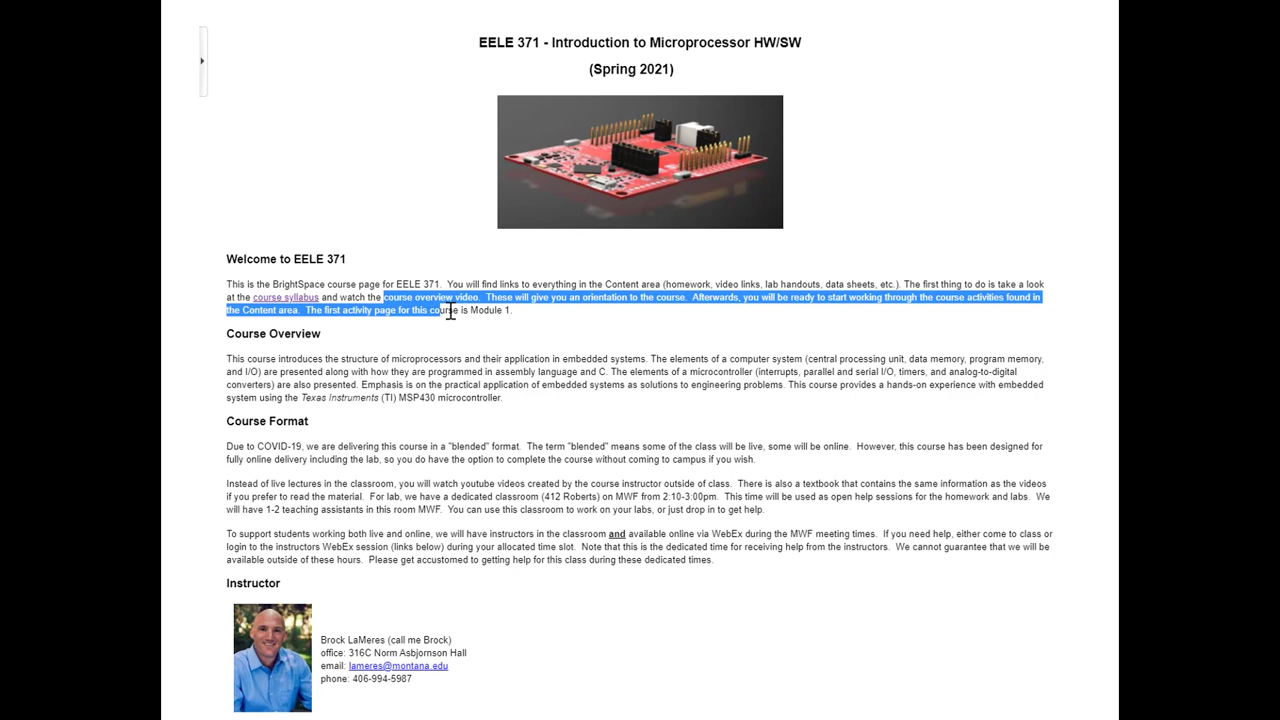 EELE 371 - Introduction to Microprocessor HW/SW
(Spring 2021)
Welcome to EELE 371
This is the BrightSpace course page for EELE 371.  You will find links to everything in the Content area (homework, video links, lab handouts, data sheets, etc.).  The first thing to do is take a look
at the course syllabus and watch the course overview video.  These will give you an orientation to the course.  Afterwards, you will be ready to start working through the course activities found in
the Content area.  The first activity page for this course is Module 1.
Course Overview
This course introduces the structure of microprocessors and their application in embedded systems. The elements of a computer system (central processing unit, data memory, program memory,
and I/O) are presented along with how they are programmed in assembly language and C. The elements of a microcontroller (interrupts, parallel and serial I/O, timers, and analog-to-digital
converters) are also presented. Emphasis is on the practical application of embedded systems as solutions to engineering problems. This course provides a hands-on experience with embedded
system using the Texas Instruments (TI) MSP430 microcontroller.
Course Format
Due to COVID-19, we are delivering this course in a "blended" format.  The term "blended" means some of the class will be live, some will be online.  However, this course has been designed for
fully online delivery including the lab, so you do have the option to complete the course without coming to campus if you wish.
Instead of live lectures in the classroom, you will watch youtube videos created by the course instructor outside of class.  There is also a textbook that contains the same information as the videos
if you prefer to read the material.  For lab, we have a dedicated classroom (412 Roberts) on MWF from 2:10-3:00pm.  This time will be used as open help sessions for the homework and labs.  We
will have 1-2 teaching assistants in this room MWF.  You can use this classroom to work on your labs, or just drop in to get help.
To support students working both live and online, we will have instructors in the classroom and available online via WebEx during the MWF meeting times.  If you need help, either come to class or
login to the instructors WebEx session (links below) during your allocated time slot.  Note that this is the dedicated time for receiving help from the instructors.  We cannot guarantee that we will be
available outside of these hours.  Please get accustomed to getting help for this class during these dedicated times.
Instructor
Brock LaMeres (call me Brock)
office: 316C Norm Asbjornson Hall
email: lameres@montana.edu
phone: 406-994-5987